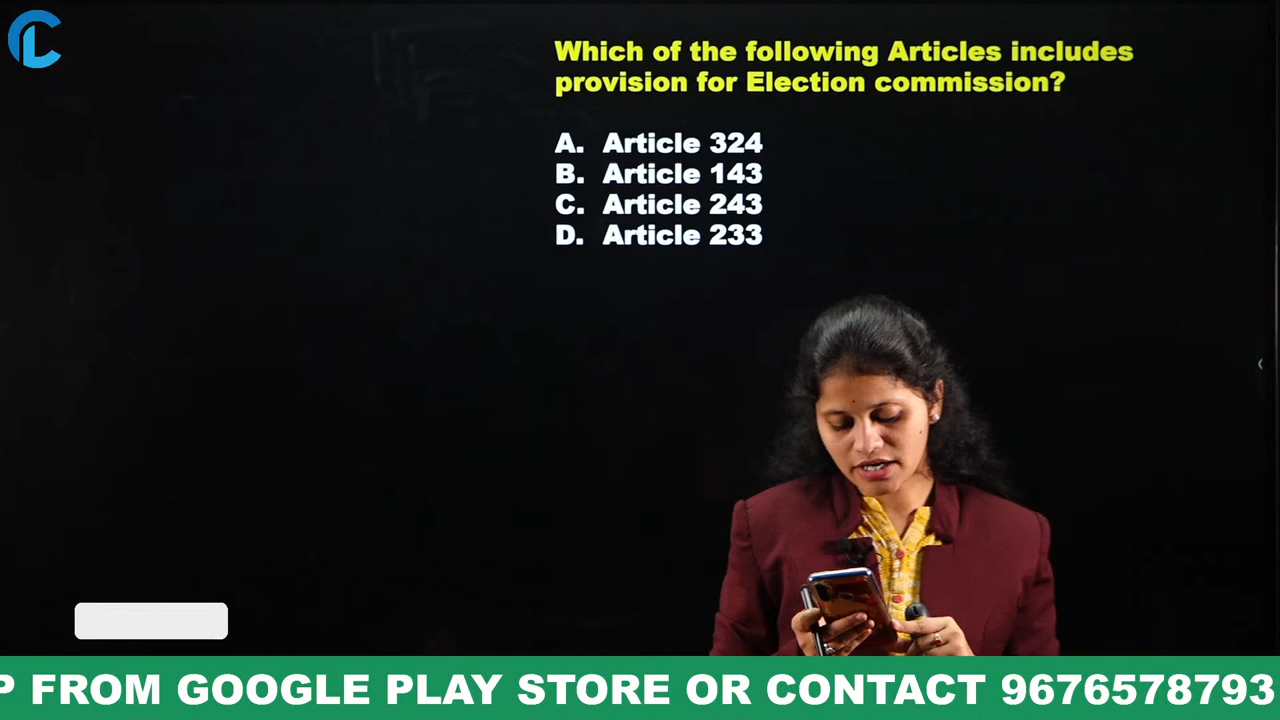 Which of the following Articles includes
provision for Election commission?
A. Article 324
B. Article 143
C. Article 243
D. Article 233
P FROM GOOGLE PLAY STORE OR CONTACT 9676578793